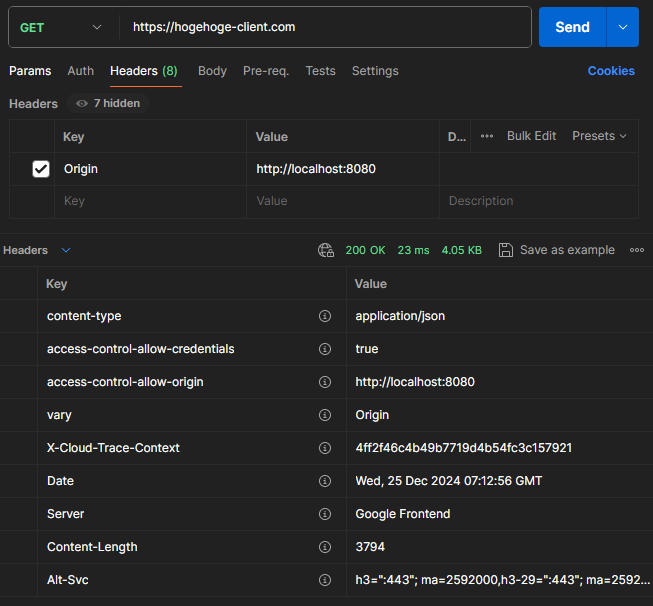 GET https://hogehoge-client.com Send
Params Auth Headers (8) Body Pre-req. Tests Settings Cookies
Headers 7 hidden
Key Value D... Bulk Edit Presets
Origin http://localhost:8080
Key Value Description
Headers 200 OK 23 ms 4.05 KB Save as example
Key Value
content-type application/json
access-control-allow-credentials true
access-control-allow-origin http://localhost:8080
vary Origin
X-Cloud-Trace-Context 4ff2f46c4b49b7719d4b54fc3c157921
Date Wed, 25 Dec 2024 07:12:56 GMT
Server Google Frontend
Content-Length 3794
Alt-Svc h3=":443"; ma=2592000,h3-29=":443"; ma=2592...